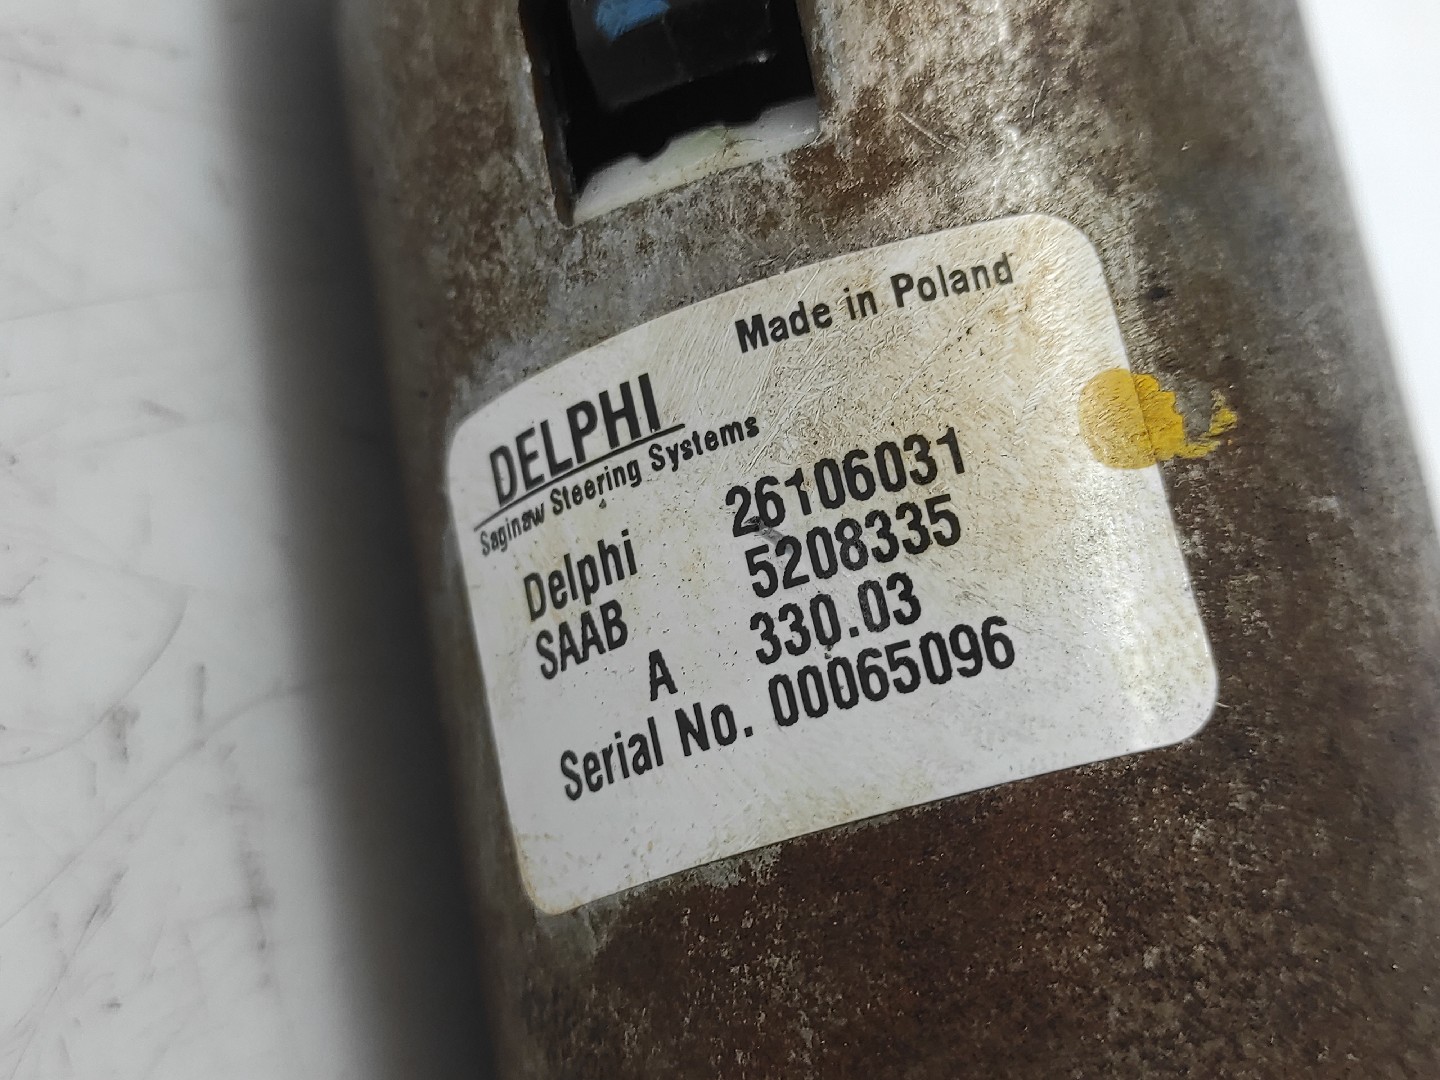 Made in Poland
DELPHI
Saginaw Steering Systems
Delphi 26106031
SAAB 5208335
A 330.03
Serial No. 00065096